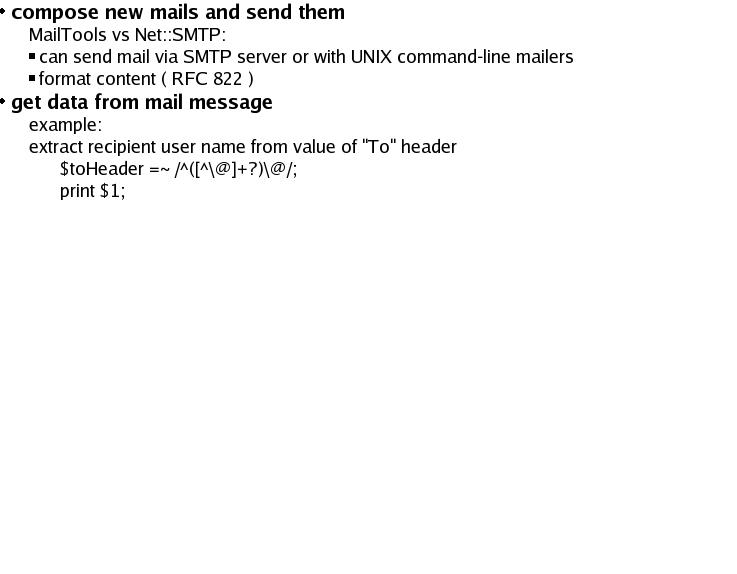 • compose new mails and send them
MailTools vs Net::SMTP:
▪ can send mail via SMTP server or with UNIX command-line mailers
▪ format content ( RFC 822 )
• get data from mail message
example:
extract recipient user name from value of "To" header
$toHeader =~ /^([^\@]+?)\@/;
print $1;